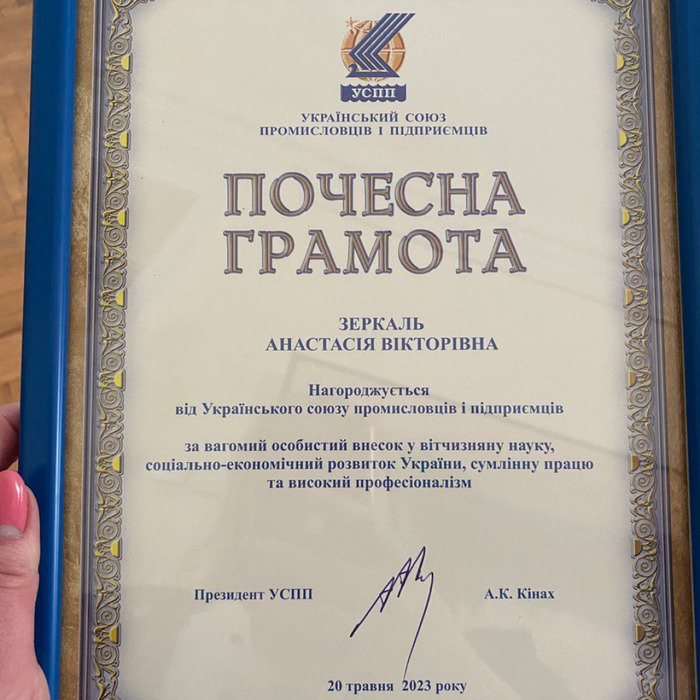 УСПП
УКРАЇНСЬКИЙ СОЮЗ
ПРОМИСЛОВЦІВ І ПІДПРИЄМЦІВ
ПОЧЕСНА
ГРАМОТА
ЗЕРКАЛЬ
АНАСТАСІЯ ВІКТОРІВНА
Нагороджується
від Українського союзу промисловців і підприємців
за вагомий особистий внесок у вітчизняну науку,
соціально-економічний розвиток України, сумлінну працю
та високий професіоналізм
Президент УСПП А.К. Кінах
20 травня 2023 року